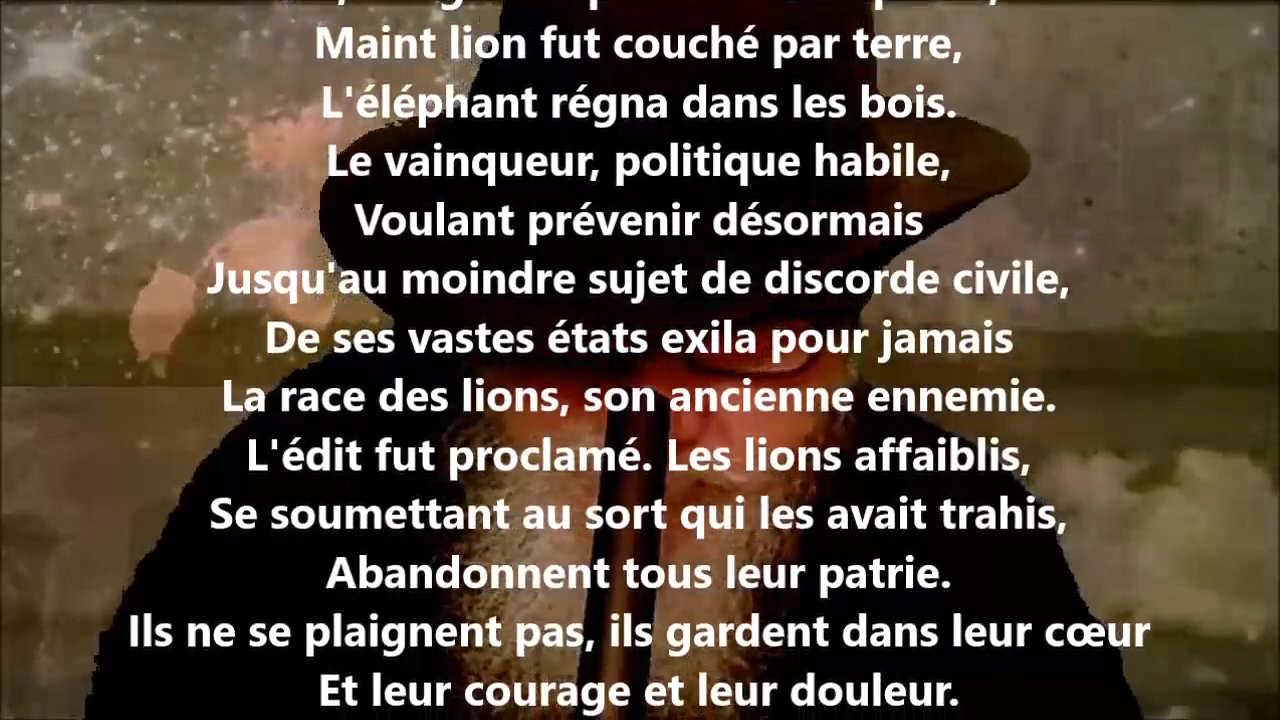 Maint lion fut couché par terre,
L'éléphant régna dans les bois.
Le vainqueur, politique habile,
Voulant prévenir désormais
Jusqu'au moindre sujet de discorde civile,
De ses vastes états exila pour jamais
La race des lions, son ancienne ennemie.
L'édit fut proclamé. Les lions affaiblis,
Se soumettant au sort qui les avait trahis,
Abandonnent tous leur patrie.
Ils ne se plaignent pas, ils gardent dans leur cœur
Et leur courage et leur douleur.